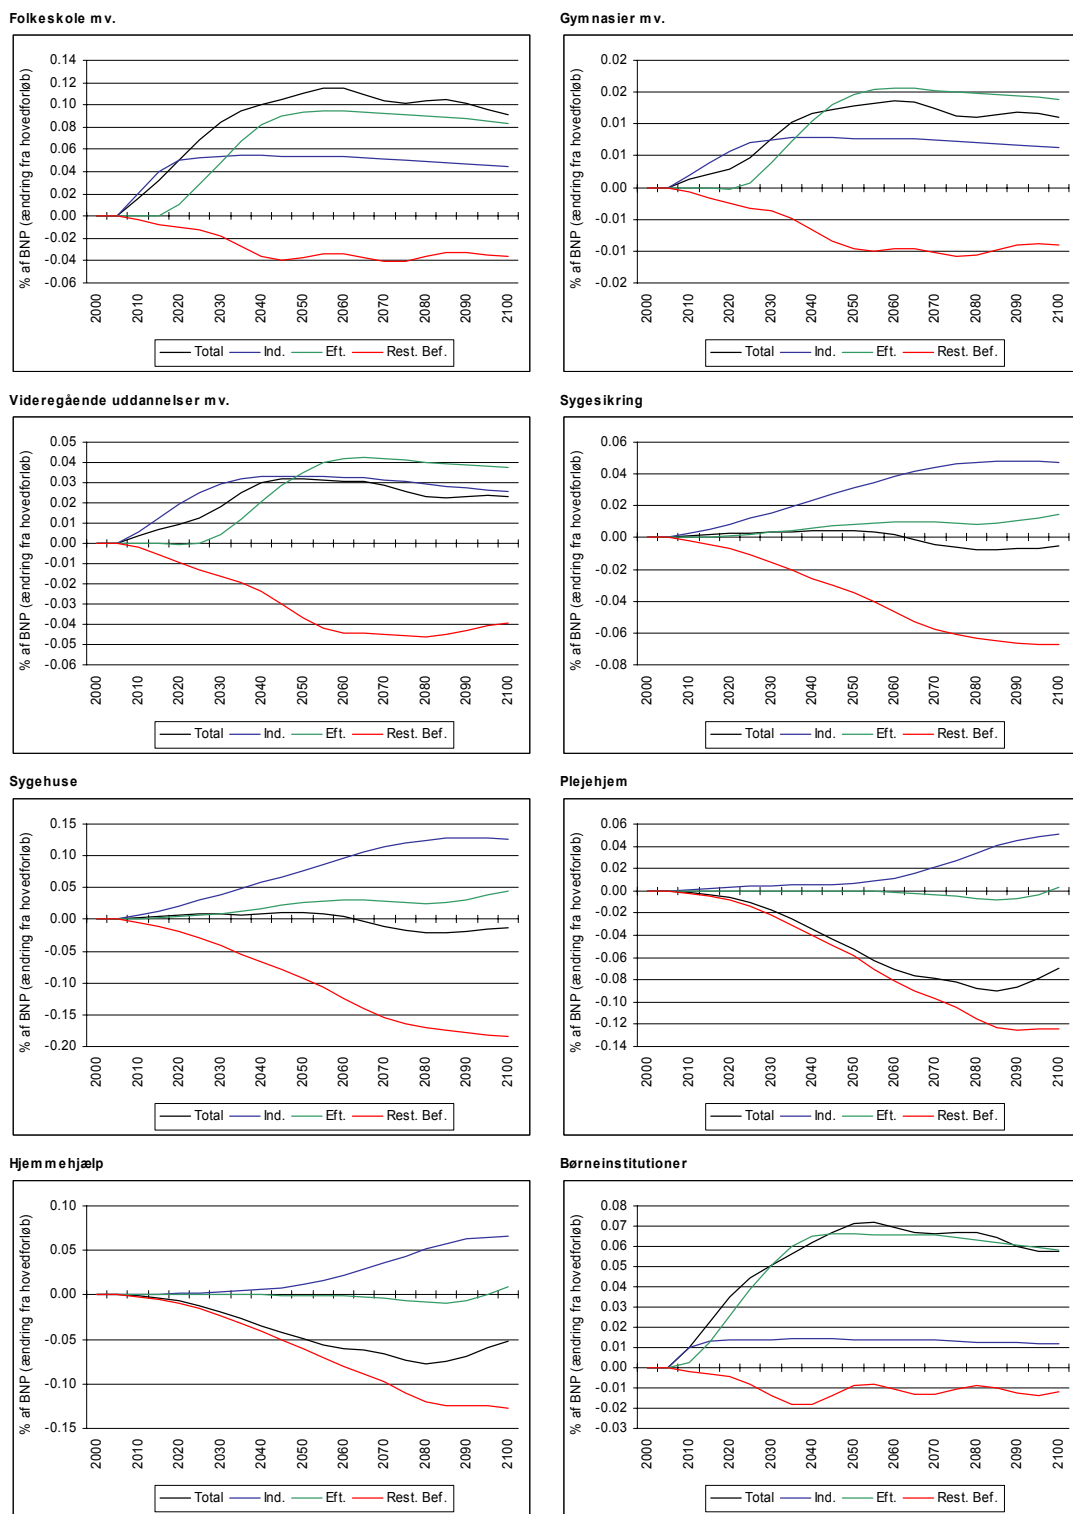 Folkeskole mv.
% af BNP (ændring fra hovedforløb)
0.14
0.12
0.10
0.08
0.06
0.04
0.02
0.00
-0.02
-0.04
-0.06
2000 2010 2020 2030 2040 2050 2060 2070 2080 2090 2100
Total Ind. Eft. Rest. Bef.
Gymnasier mv.
% af BNP (ændring fra hovedforløb)
0.02
0.02
0.01
0.01
0.00
-0.01
-0.01
-0.02
2000 2010 2020 2030 2040 2050 2060 2070 2080 2090 2100
Total Ind. Eft. Rest. Bef.
Videregående uddannelser mv.
% af BNP (ændring fra hovedforløb)
0.05
0.04
0.03
0.02
0.01
0.00
-0.01
-0.02
-0.03
-0.04
-0.05
-0.06
2000 2010 2020 2030 2040 2050 2060 2070 2080 2090 2100
Total Ind. Eft. Rest. Bef.
Sygesikring
% af BNP (ændring fra hovedforløb)
0.06
0.04
0.02
0.00
-0.02
-0.04
-0.06
-0.08
2000 2010 2020 2030 2040 2050 2060 2070 2080 2090 2100
Total Ind. Eft. Rest. Bef.
Sygehuse
% af BNP (ændring fra hovedforløb)
0.15
0.10
0.05
0.00
-0.05
-0.10
-0.15
-0.20
2000 2010 2020 2030 2040 2050 2060 2070 2080 2090 2100
Total Ind. Eft. Rest. Bef.
Plejehjem
% af BNP (ændring fra hovedforløb)
0.06
0.04
0.02
0.00
-0.02
-0.04
-0.06
-0.08
-0.10
-0.12
-0.14
2000 2010 2020 2030 2040 2050 2060 2070 2080 2090 2100
Total Ind. Eft. Rest. Bef.
Hjemmehjælp
% af BNP (ændring fra hovedforløb)
0.10
0.05
0.00
-0.05
-0.10
-0.15
2000 2010 2020 2030 2040 2050 2060 2070 2080 2090 2100
Total Ind. Eft. Rest. Bef.
Børneinstitutioner
% af BNP (ændring fra hovedforløb)
0.08
0.07
0.06
0.05
0.04
0.03
0.02
0.01
0.00
-0.01
-0.02
-0.03
2000 2010 2020 2030 2040 2050 2060 2070 2080 2090 2100
Total Ind. Eft. Rest. Bef.